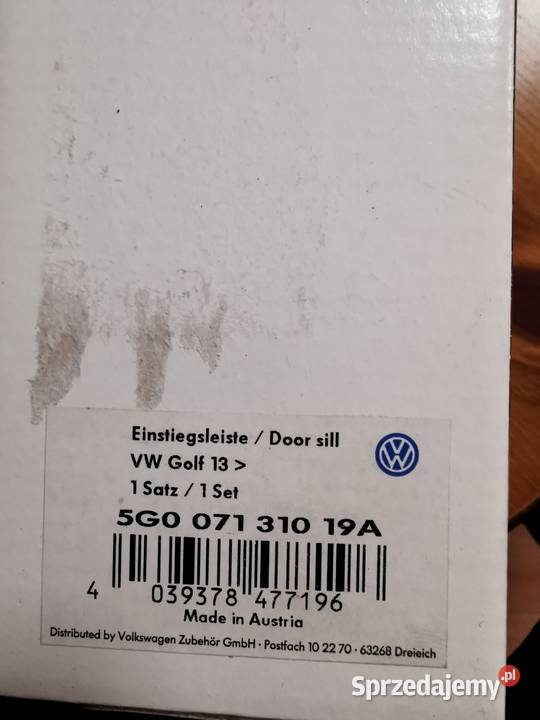 Einstiegsleiste / Door sill
VW Golf 13 >
1 Satz / 1 Set
5G0 071 310 19A
4 039378 477196
Made in Austria
Distributed by Volkswagen Zubehör GmbH · Postfach 10 22 70 · 63268 Dreieich
Sprzedajemy.pl